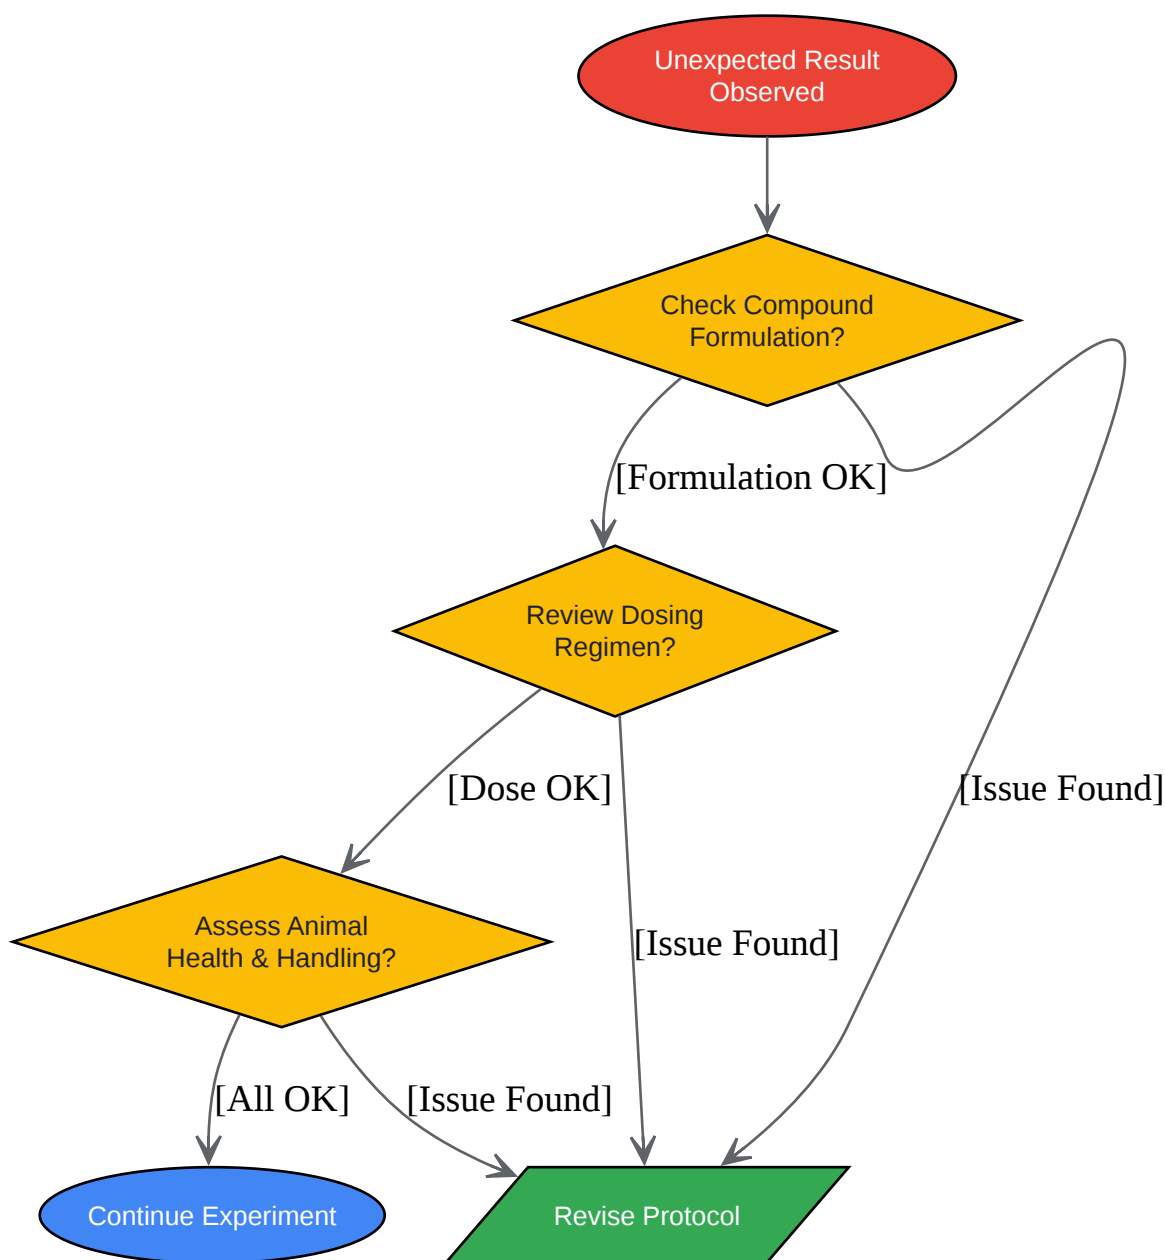 Unexpected Result
Observed
Check Compound
Formulation?
[Formulation OK]
Review Dosing
Regimen?
[Dose OK]
[Issue Found]
Assess Animal
Health & Handling?
[Issue Found]
[All OK]
[Issue Found]
Continue Experiment
Revise Protocol